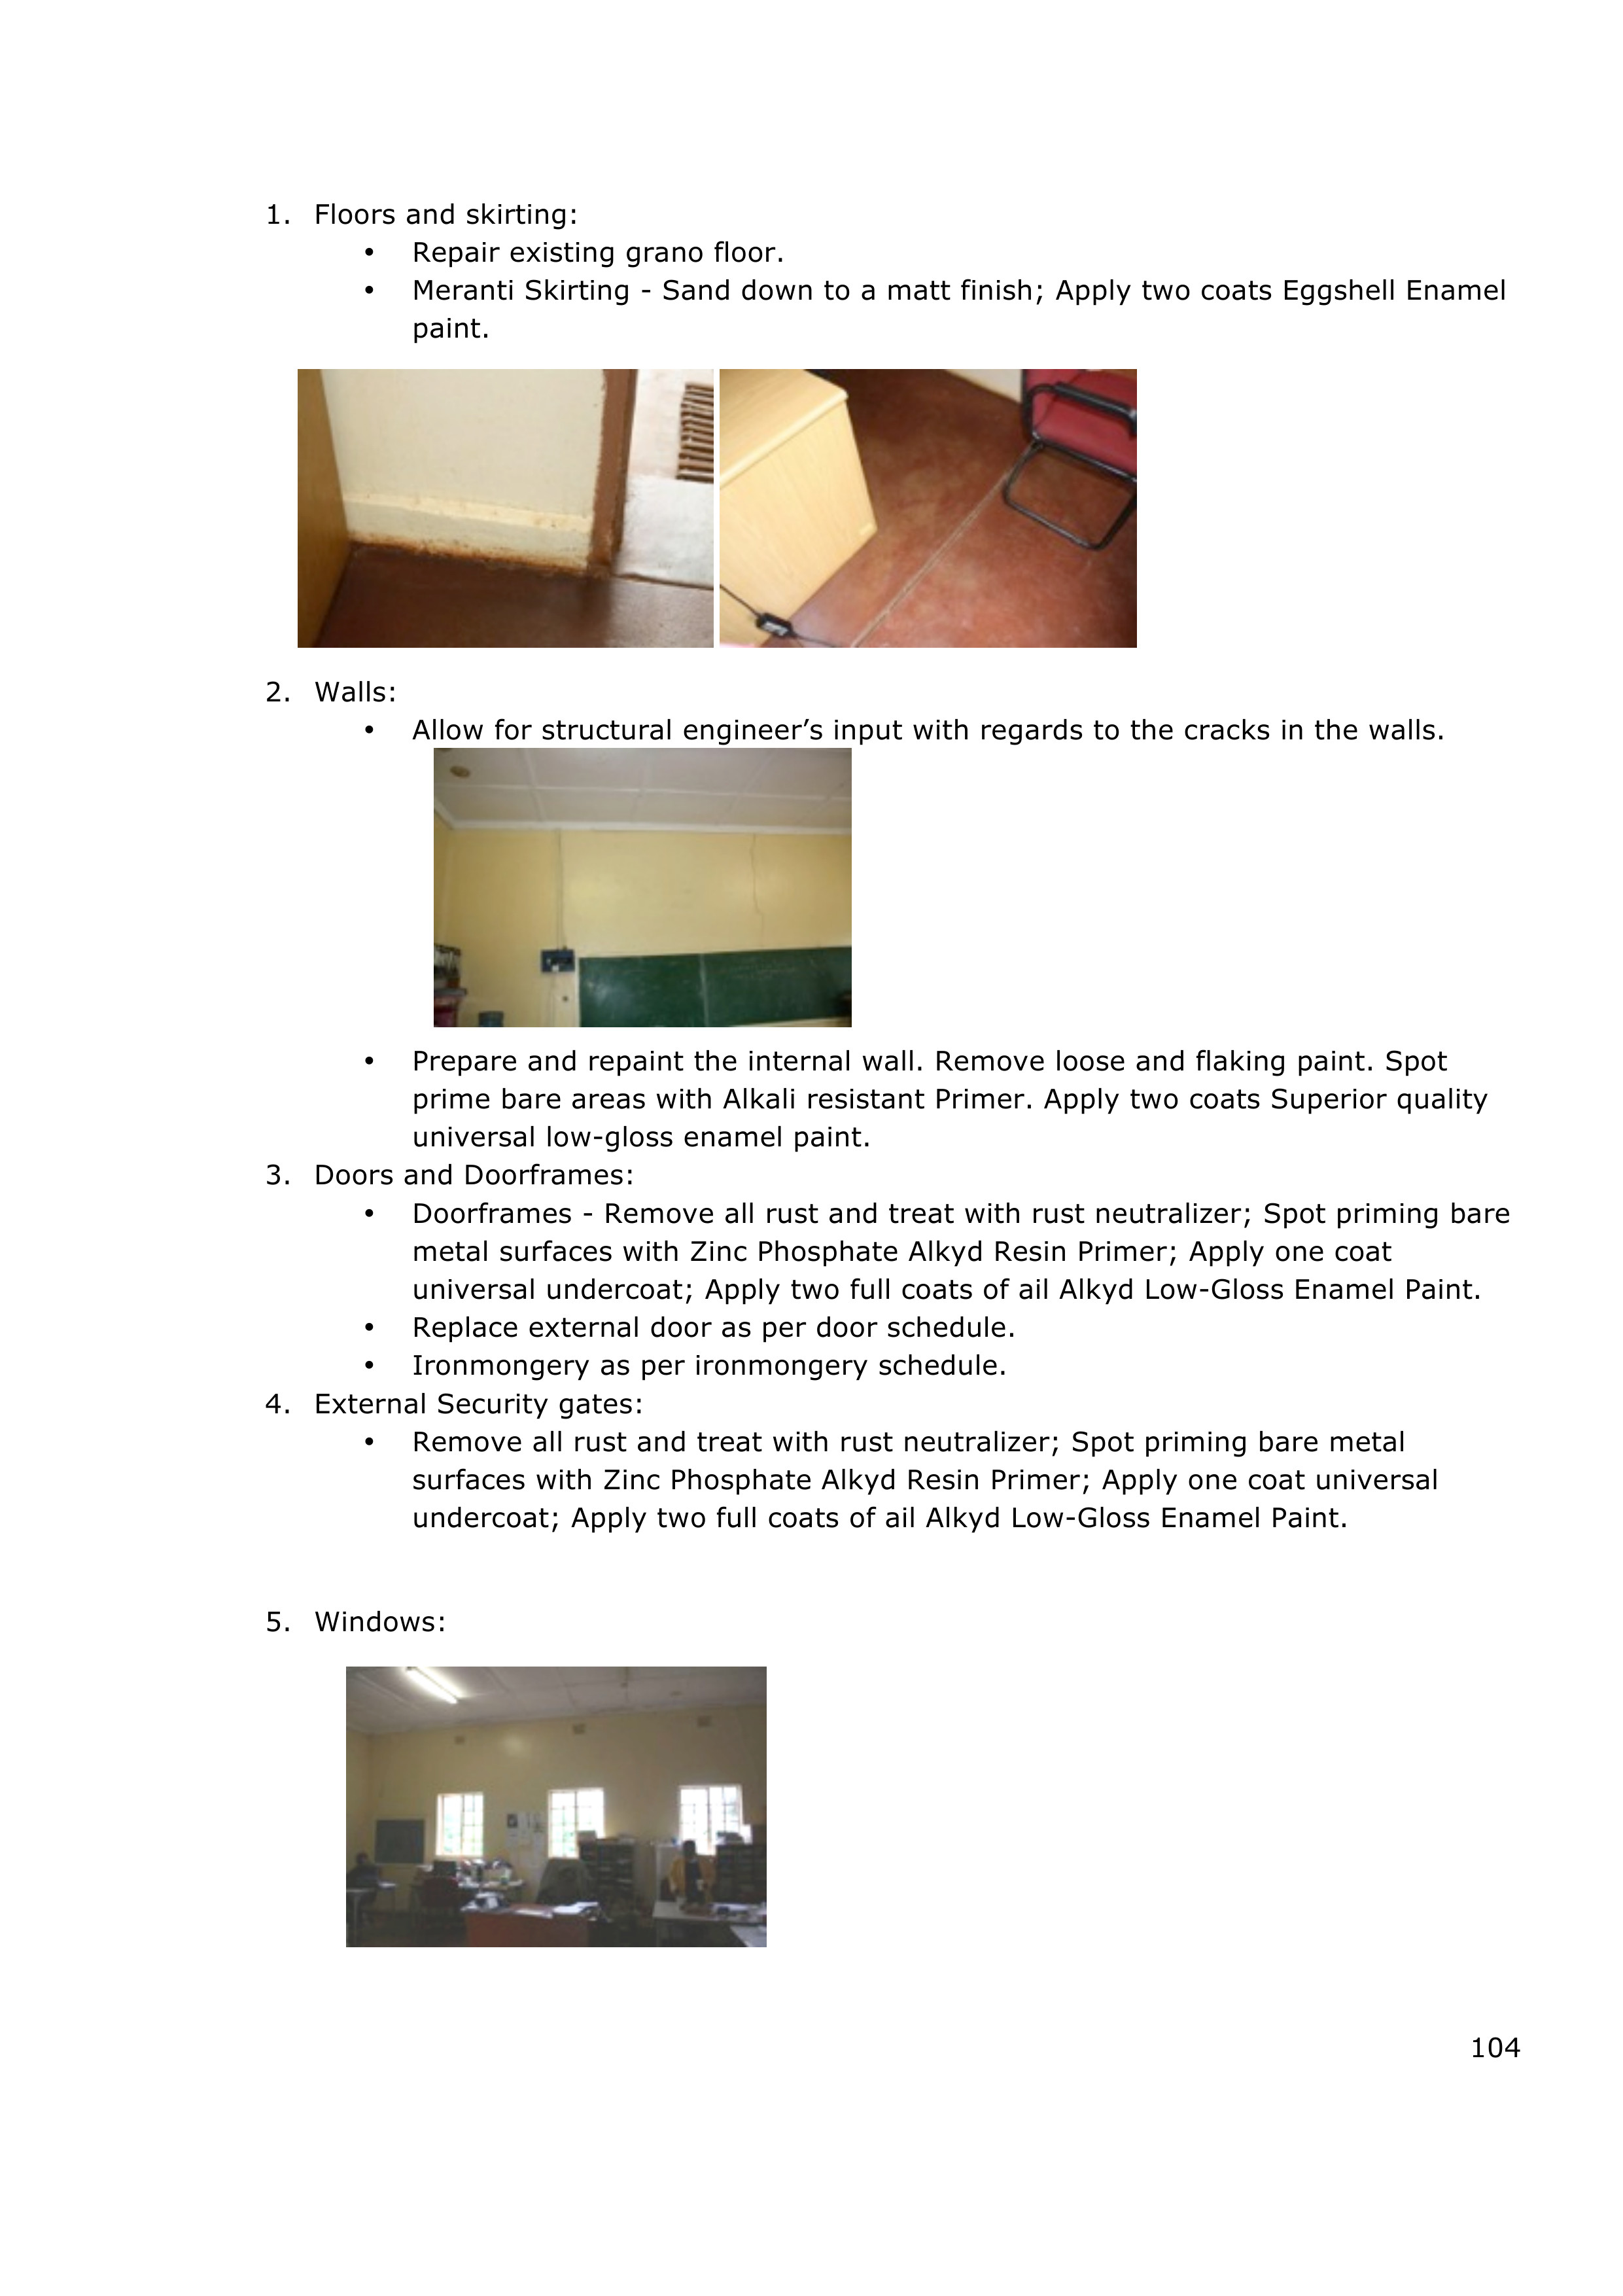 1. Floors and skirting:
• Repair existing grano floor.
• Meranti Skirting - Sand down to a matt finish; Apply two coats Eggshell Enamel
paint.
2. Walls:
• Allow for structural engineer’s input with regards to the cracks in the walls.
• Prepare and repaint the internal wall. Remove loose and flaking paint. Spot
prime bare areas with Alkali resistant Primer. Apply two coats Superior quality
universal low-gloss enamel paint.
3. Doors and Doorframes:
• Doorframes - Remove all rust and treat with rust neutralizer; Spot priming bare
metal surfaces with Zinc Phosphate Alkyd Resin Primer; Apply one coat
universal undercoat; Apply two full coats of ail Alkyd Low-Gloss Enamel Paint.
• Replace external door as per door schedule.
• Ironmongery as per ironmongery schedule.
4. External Security gates:
• Remove all rust and treat with rust neutralizer; Spot priming bare metal
surfaces with Zinc Phosphate Alkyd Resin Primer; Apply one coat universal
undercoat; Apply two full coats of ail Alkyd Low-Gloss Enamel Paint.
5. Windows:
104